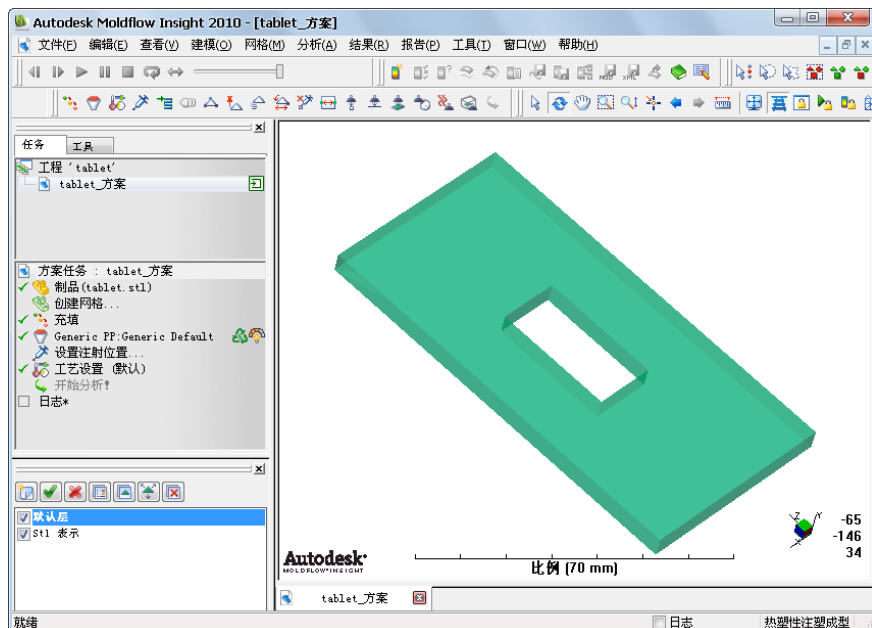 Autodesk Moldflow Insight 2010 - [tablet_方案]
文件(F) 编辑(E) 查看(V) 建模(O) 网格(M) 分析(A) 结果(R) 报告(P) 工具(T) 窗口(W) 帮助(H)
任务 工具
工程 'tablet'
tablet_方案
方案任务 : tablet_方案
制品(tablet.stl)
创建网格...
充填
Generic PP:Generic Default
设置注射位置...
工艺设置 (默认)
开始分析!
日志*
默认层
Stl 表示
Autodesk
MOLDFLOW INSIGHT
比例 (70 mm)
Z Y X
-65
-146
34
tablet_方案
就绪
日志
热塑性注塑成型